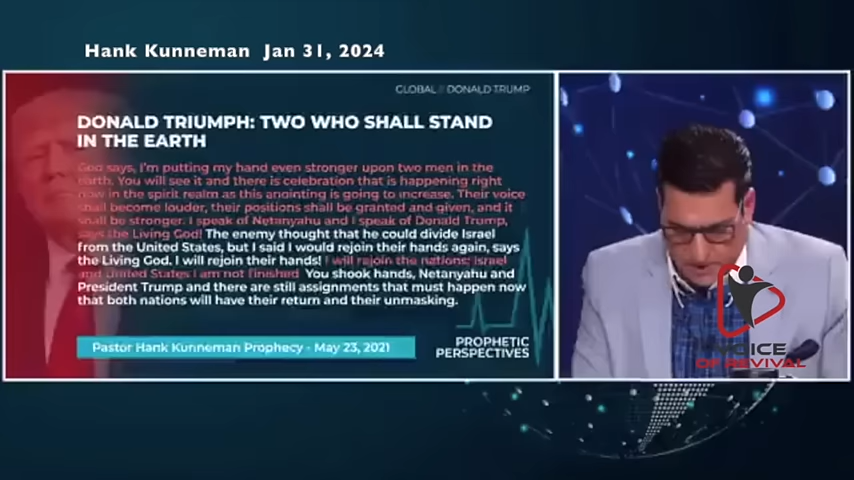 Hank Kunneman Jan 31, 2024
GLOBAL // DONALD TRUMP
DONALD TRIUMPH: TWO WHO SHALL STAND
IN THE EARTH
God says, I'm putting my hand even stronger upon two men in the
earth. You will see it and there is celebration that is happening right
now in the spirit realm as this anointing is going to increase. Their voice
shall become louder, their positions shall be granted and given, and it
shall be stronger. I speak of Netanyahu and I speak of Donald Trump,
says the Living God! The enemy thought that he could divide Israel
from the United States, but I said I would rejoin their hands again, says
the Living God, I will rejoin their hands! I will rejoin the nations; Israel
and United States I am not finished. You shook hands, Netanyahu and
President Trump and there are still assignments that must happen now
that both nations will have their return and their unmasking.
Pastor Hank Kunneman Prophecy - May 23, 2021
PROPHETIC
PERSPECTIVES
VOICE
OF REVIVAL